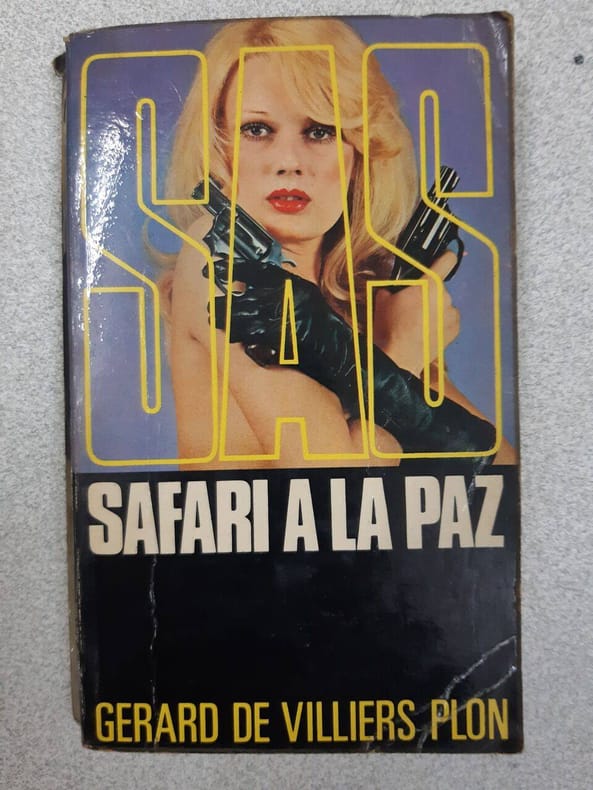 SAS
SAFARI A LA PAZ
GERARD DE VILLIERS PLON